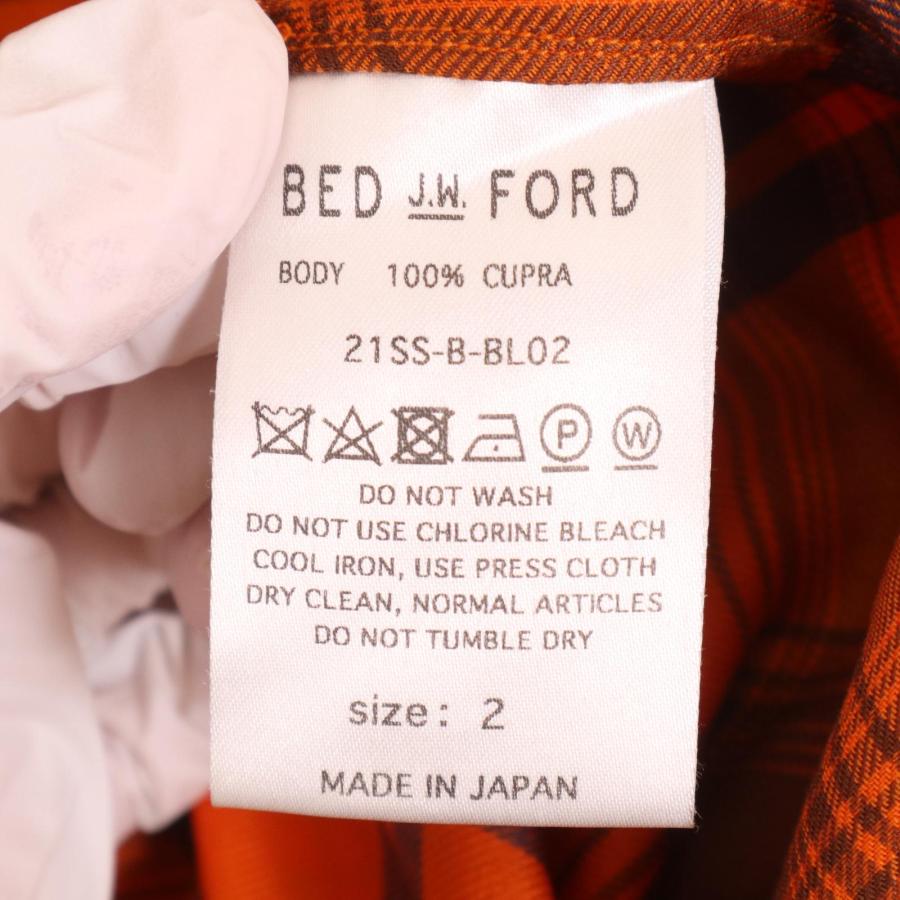 BED J.W. FORD
BODY 100% CUPRA
21SS-B-BL02
P W
DO NOT WASH
DO NOT USE CHLORINE BLEACH
COOL IRON, USE PRESS CLOTH
DRY CLEAN, NORMAL ARTICLES
DO NOT TUMBLE DRY
size: 2
MADE IN JAPAN